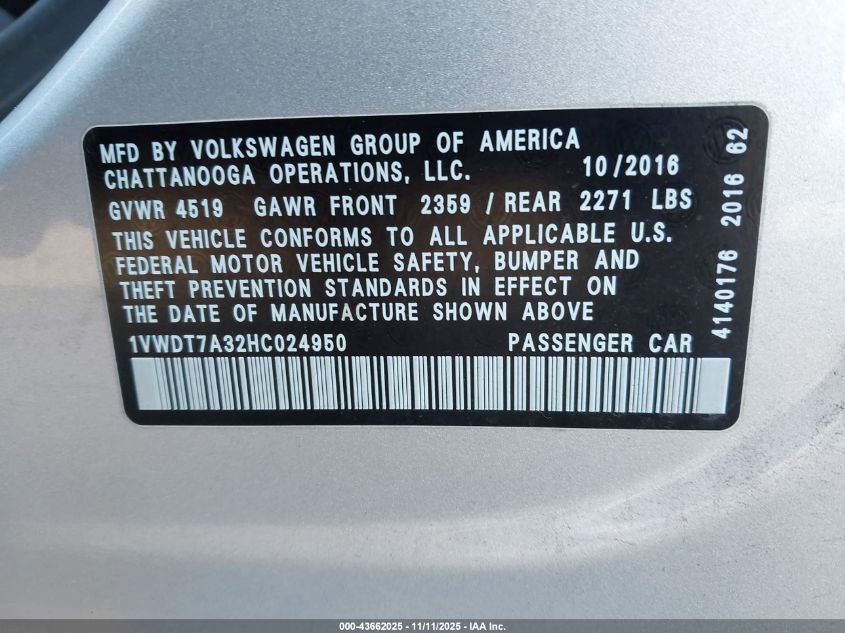 MFD BY VOLKSWAGEN GROUP OF AMERICA
CHATTANOOGA OPERATIONS, LLC. 10/2016
GVWR 4519 GAWR FRONT 2359 / REAR 2271 LBS
THIS VEHICLE CONFORMS TO ALL APPLICABLE U.S.
FEDERAL MOTOR VEHICLE SAFETY, BUMPER AND
THEFT PREVENTION STANDARDS IN EFFECT ON
THE DATE OF MANUFACTURE SHOWN ABOVE
1VWDT7A32HC024950 PASSENGER CAR
4140176 2016 62
000-43662025 - 11/11/2025 - IAA Inc.